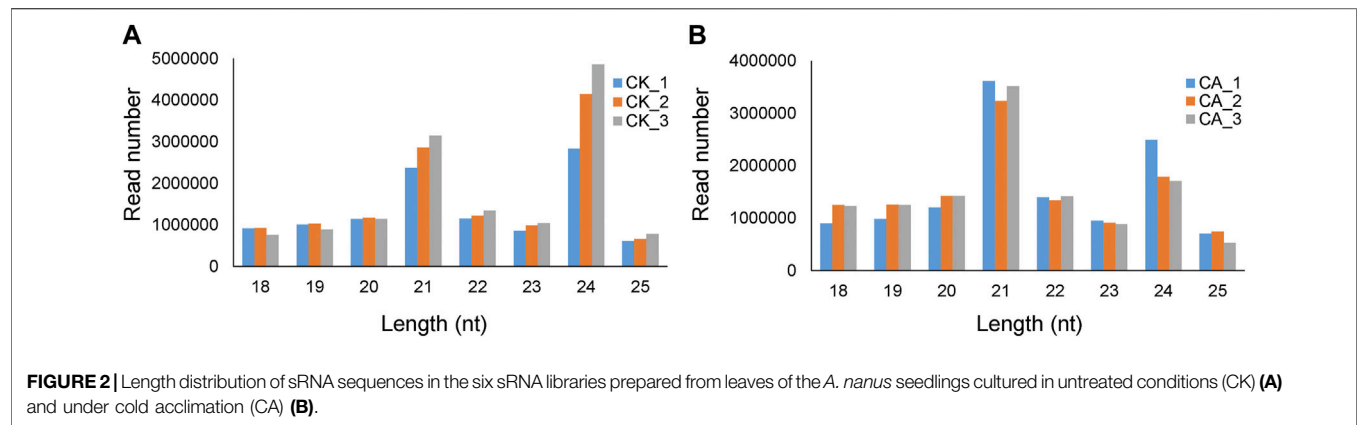 A
5000000
4000000
3000000
2000000
1000000
0
Read number
18 19 20 21 22 23 24 25
Length (nt)
CK_1
CK_2
CK_3
B
4000000
3000000
2000000
1000000
0
Read number
18 19 20 21 22 23 24 25
Length (nt)
CA_1
CA_2
CA_3
FIGURE 2 | Length distribution of sRNA sequences in the six sRNA libraries prepared from leaves of the A. nanus seedlings cultured in untreated conditions (CK) (A)
and under cold acclimation (CA) (B).